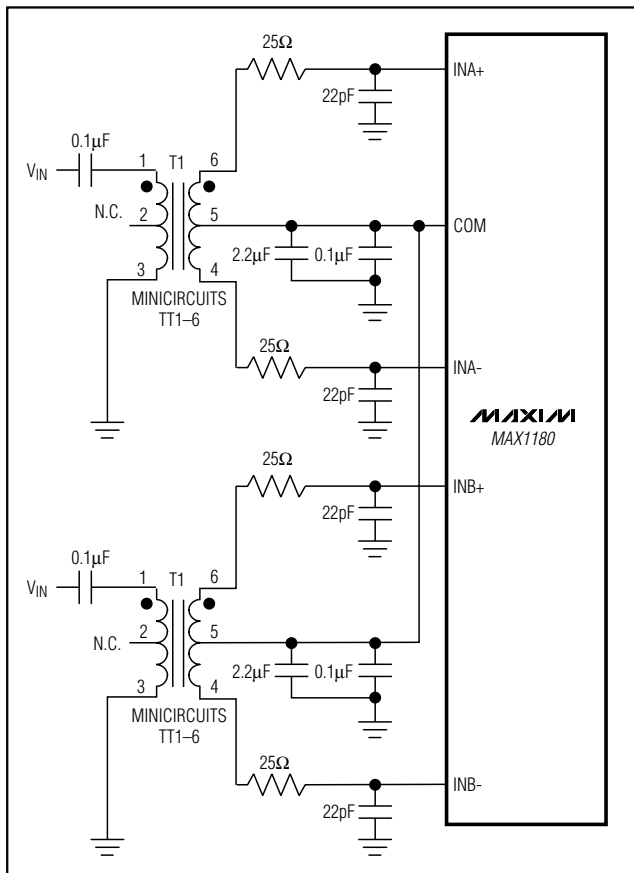 25Ω
INA+
22pF
0.1µF
VIN
1
T1
6
N.C.
2
5
COM
2.2µF
0.1µF
3
4
MINICIRCUITS
TT1–6
25Ω
INA-
22pF
MAXIM
MAX1180
25Ω
INB+
22pF
0.1µF
VIN
1
T1
6
N.C.
2
5
2.2µF
0.1µF
3
4
MINICIRCUITS
TT1–6
25Ω
INB-
22pF